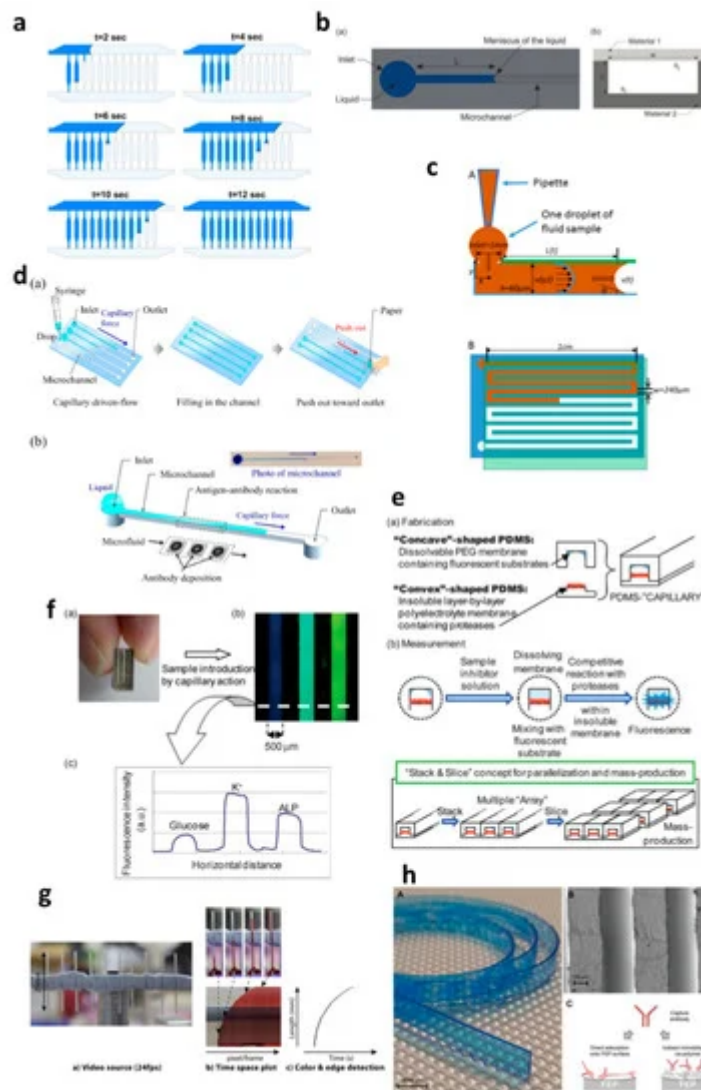 a
t=2 sec
t=4 sec
t=6 sec
t=8 sec
t=10 sec
t=12 sec
b
(a)
Meniscus of the liquid
Inlet
L
Liquid
Microchannel
(b)
Material 1
Material 2
c
A
Pipette
One droplet of
fluid sample
B
2cm
w=240μm
d
(a)
Syringe
Inlet
Capillary
force
Outlet
Drop
Microchannel
Paper
Push out
Capillary driven-flow
Filling in the channel
Push out toward outlet
(b)
Inlet
Microchannel
Photo of microchannel
Liquid
Antigen-antibody reaction
Capillary force
Outlet
Microfluid
Antibody deposition
e
(a) Fabrication
"Concave"-shaped PDMS:
Dissolvable PEG membrane
containing fluorescent substrates
"Convex"-shaped PDMS:
Insoluble layer-by-layer
polyelectrolyte membrane
containing proteases
PDMS-"CAPILLARY"
(b) Measurement
Sample
inhibitor
solution
Dissolving
membrane
Competitive
reaction with
proteases
within
insoluble
membrane
Mixing with
fluorescent
substrate
Fluorescence
"Stack & Slice" concept for parallelization and mass-production
Multiple "Array"
Stack
Slice
Mass-
production
f
(a)
(b)
Sample introduction
by capillary action
500 μm
(c)
Fluorescence intensity
(a.u.)
Glucose
K+
ALP
Horizontal distance
g
a) Video source (24fps)
pixel/frame
b) Time space plot
Length (mm)
Time (s)
c) Color & edge detection
h
A
B
C
Capture
antibody